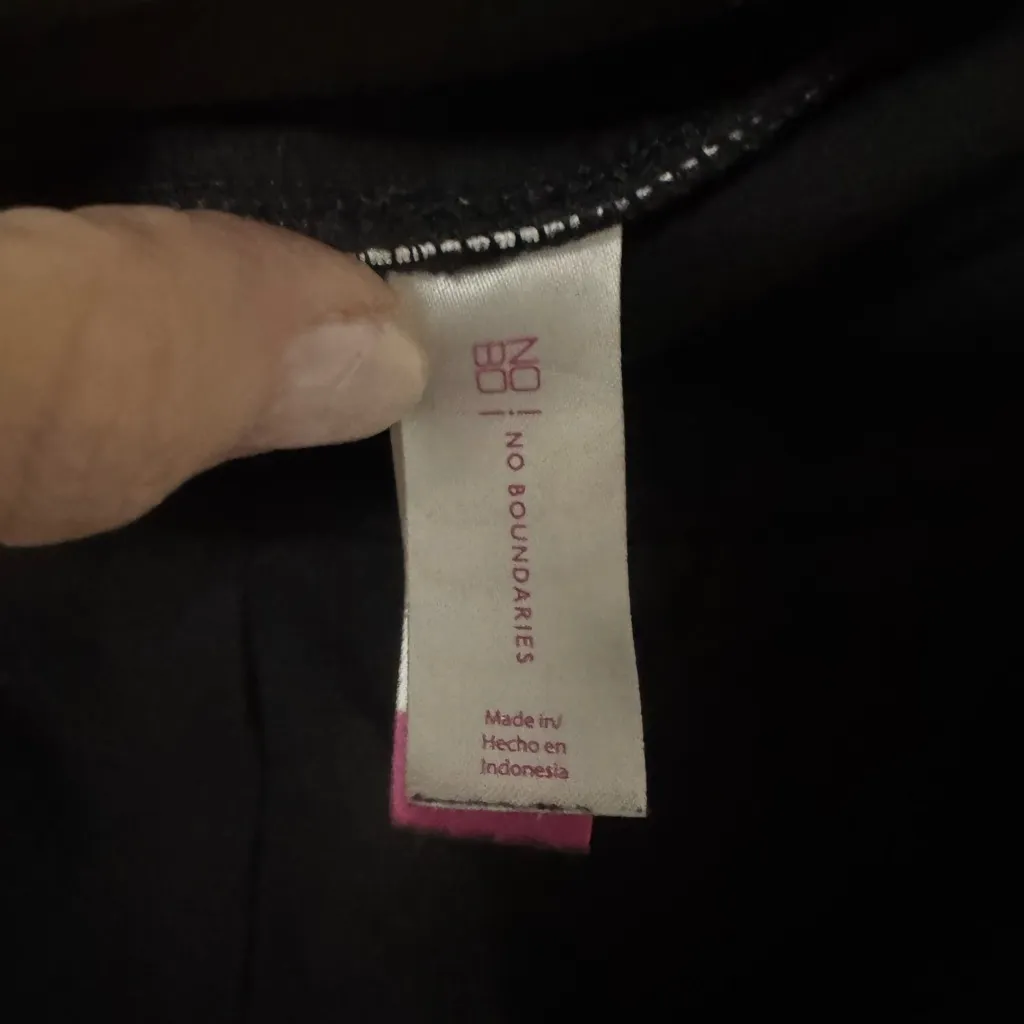 NO
BO
NO BOUNDARIES
Made in/
Hecho en
Indonesia